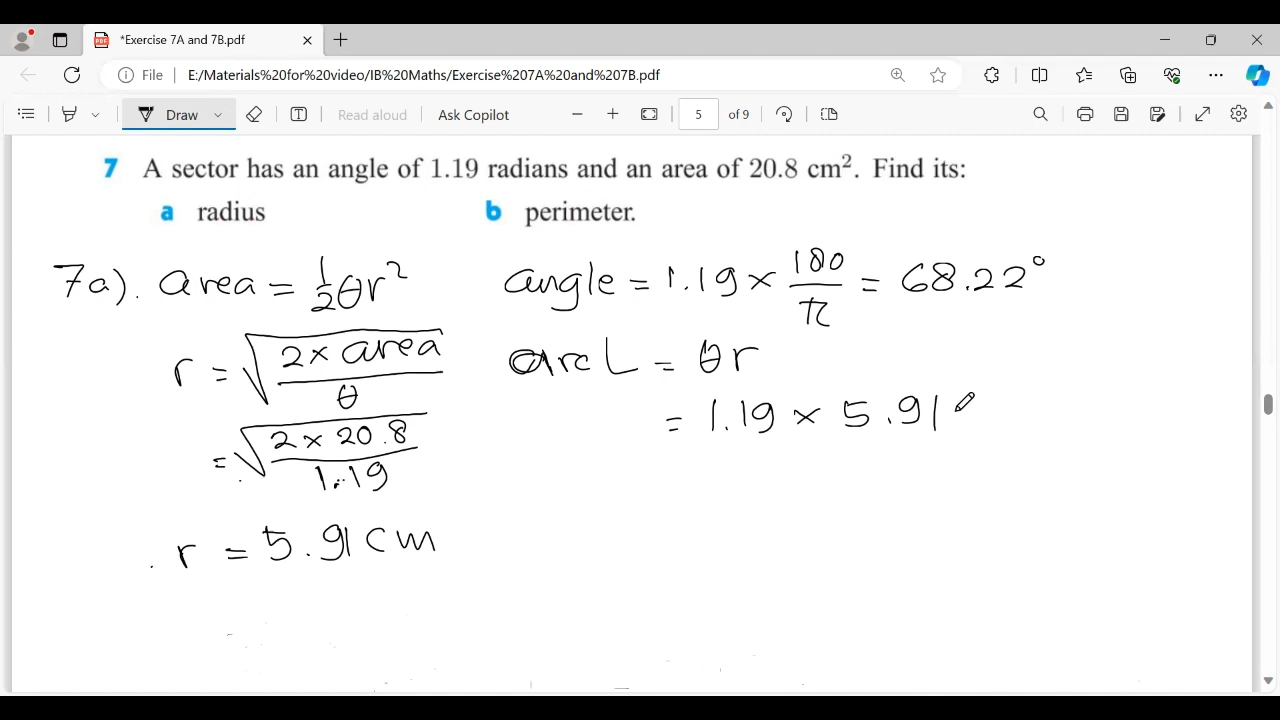 *Exercise 7A and 7B.pdf
File E:/Materials%20for%20video/IB%20Maths/Exercise%207A%20and%207B.pdf
Draw Read aloud Ask Copilot 5 of 9
7 A sector has an angle of 1.19 radians and an area of 20.8 cm². Find its:
a radius b perimeter.
7a). area = 1/2 θr²
r = √(2 × area / θ)
= √(2 × 20.8 / 1.19)
r = 5.91 cm
angle = 1.19 × 180/π = 68.22°
arc L = θr
= 1.19 × 5.91